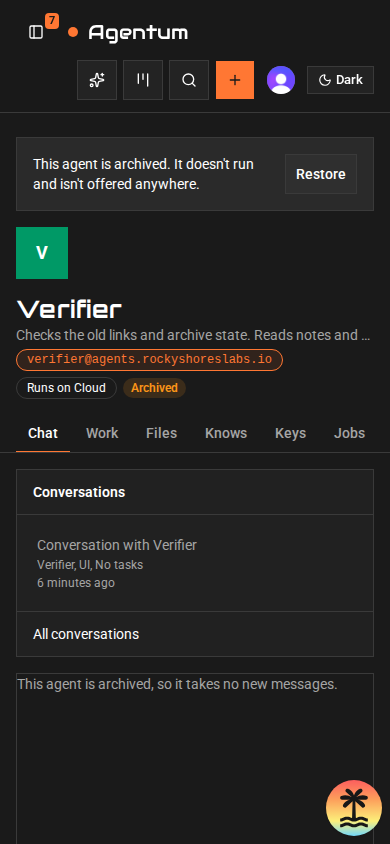 7
Agentum
Dark
This agent is archived. It doesn't run
and isn't offered anywhere.
Restore
V
Verifier
Checks the old links and archive state. Reads notes and ...
verifier@agents.rockyshoreslabs.io
Runs on Cloud
Archived
Chat Work Files Knows Keys Jobs
Conversations
Conversation with Verifier
Verifier, UI, No tasks
6 minutes ago
All conversations
This agent is archived, so it takes no new messages.